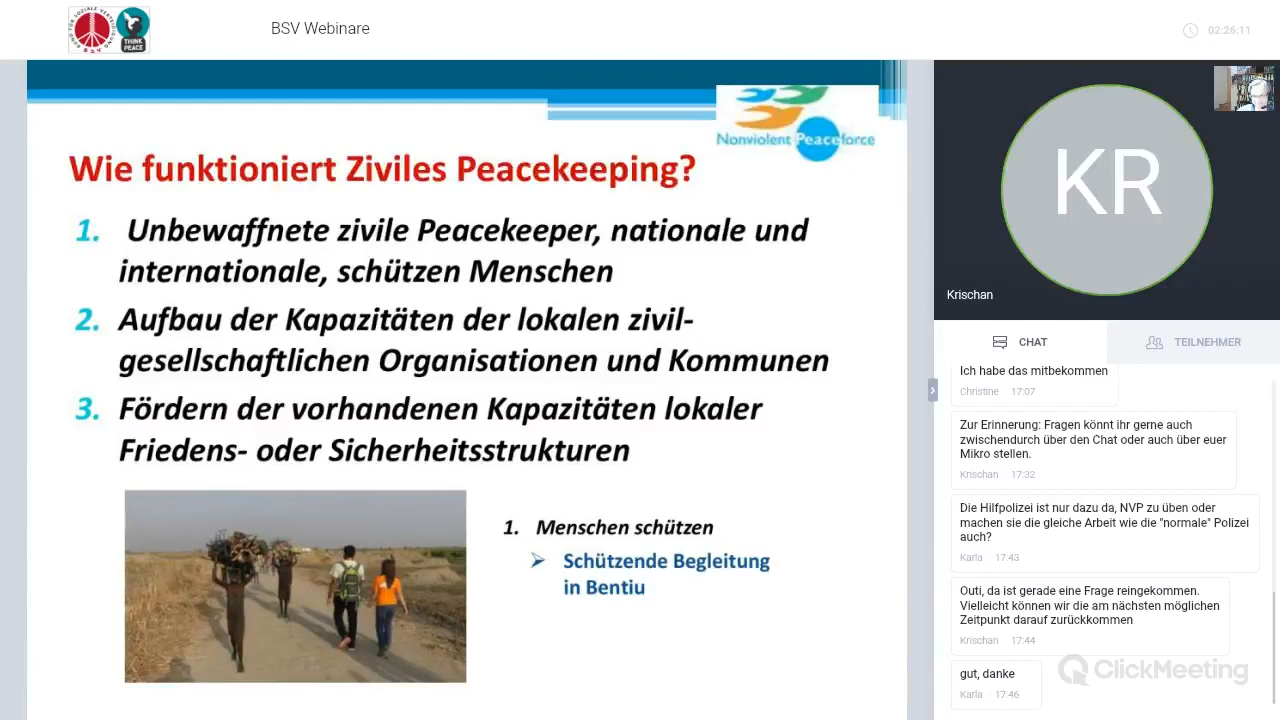 BSV Webinare
02:26:11
THINK
PEACE
Nonviolent Peaceforce
Wie funktioniert Ziviles Peacekeeping?
1. Unbewaffnete zivile Peacekeeper, nationale und
internationale, schützen Menschen
2. Aufbau der Kapazitäten der lokalen zivil-
gesellschaftlichen Organisationen und Kommunen
3. Fördern der vorhandenen Kapazitäten lokaler
Friedens- oder Sicherheitsstrukturen
1. Menschen schützen
Schützende Begleitung
in Bentiu
KR
Krischan
CHAT
TEILNEHMER
Ich habe das mitbekommen
Christine 17:07
Zur Erinnerung: Fragen könnt ihr gerne auch
zwischendurch über den Chat oder auch über euer
Mikro stellen.
Krischan 17:32
Die Hilfpolizei ist nur dazu da, NVP zu üben oder
machen sie die gleiche Arbeit wie die "normale" Polizei
auch?
Karla 17:43
Outi, da ist gerade eine Frage reingekommen.
Vielleicht können wir die am nächsten möglichen
Zeitpunkt darauf zurückkommen
Krischan 17:44
gut, danke
Karla 17:46
ClickMeeting